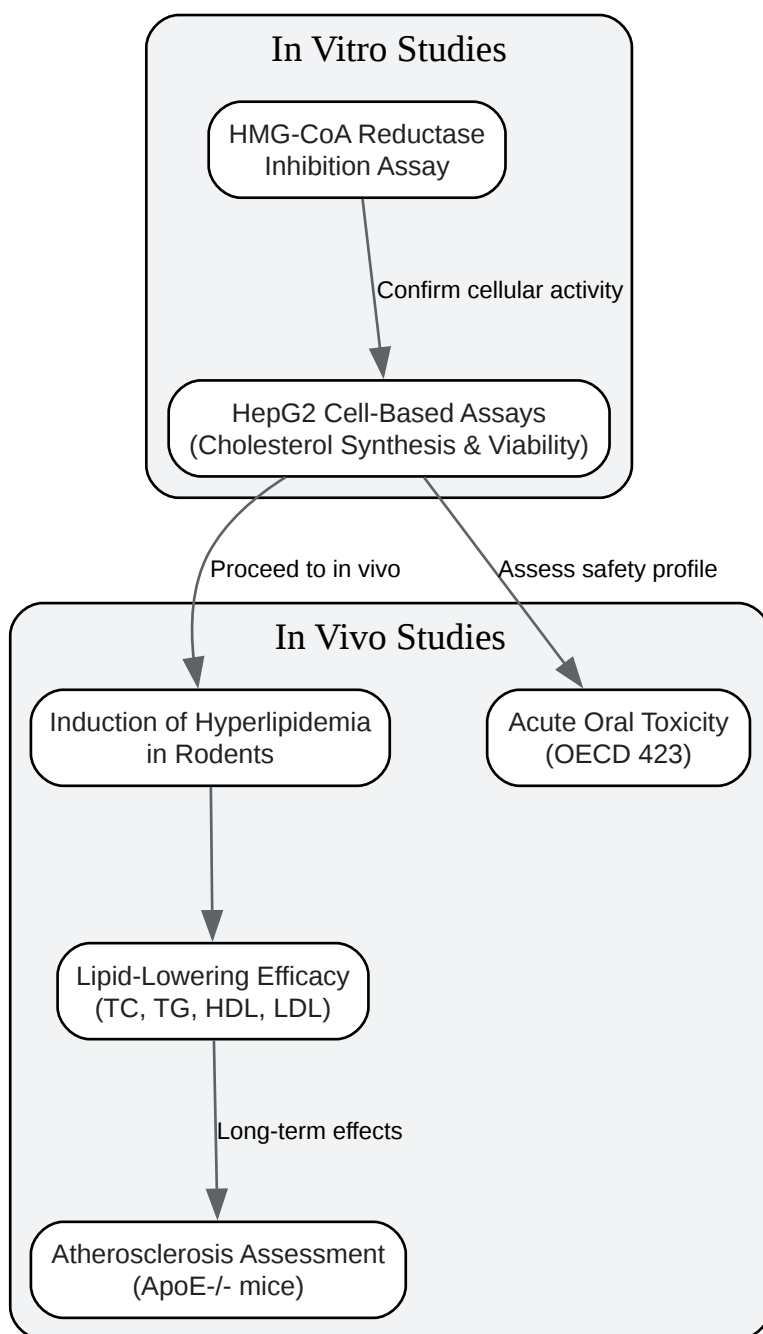 In Vitro Studies
HMG-CoA Reductase
Inhibition Assay
Confirm cellular activity
HepG2 Cell-Based Assays
(Cholesterol Synthesis & Viability)
Proceed to in vivo
Assess safety profile
In Vivo Studies
Induction of Hyperlipidemia
in Rodents
Acute Oral Toxicity
(OECD 423)
Lipid-Lowering Efficacy
(TC, TG, HDL, LDL)
Long-term effects
Atherosclerosis Assessment
(ApoE-/- mice)